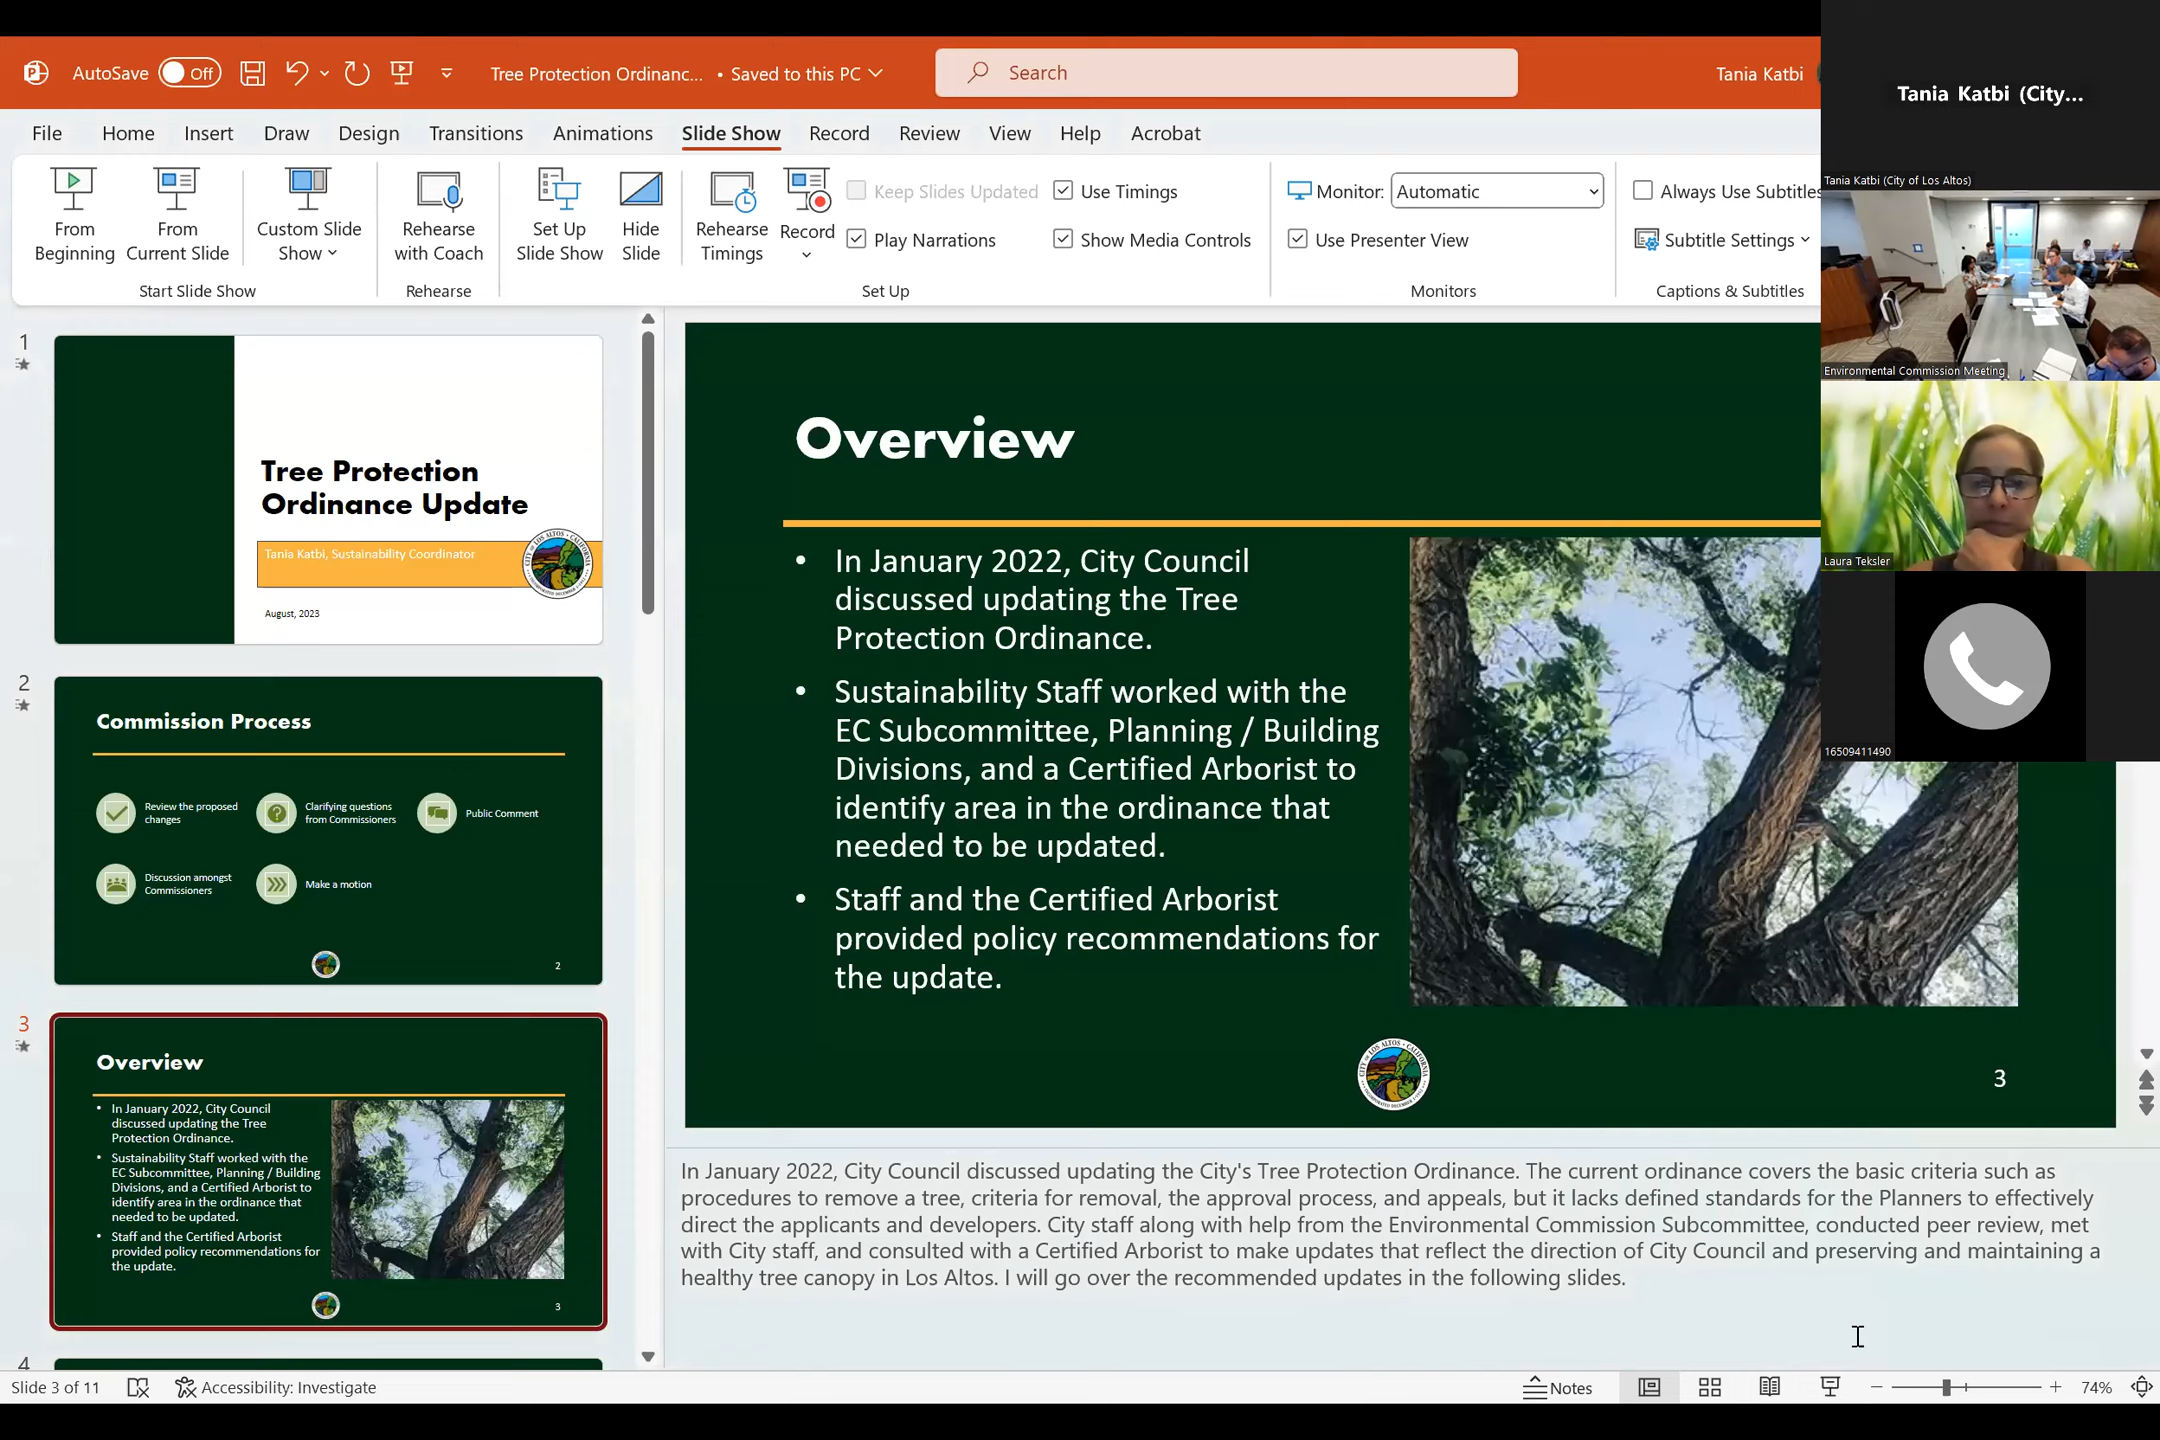 AutoSave Off
Tree Protection Ordinanc... • Saved to this PC
Search
Tania Katbi
File Home Insert Draw Design Transitions Animations Slide Show Record Review View Help Acrobat
From Beginning
From Current Slide
Custom Slide Show
Start Slide Show
Rehearse with Coach
Rehearse
Set Up Slide Show
Hide Slide
Rehearse Timings
Record
Keep Slides Updated
Play Narrations
Use Timings
Show Media Controls
Set Up
Monitor: Automatic
Use Presenter View
Monitors
Always Use Subtitles
Subtitle Settings
Captions & Subtitles
Tania Katbi (City...
Tania Katbi (City of Los Altos)
Environmental Commission Meeting
Laura Teksler
16509411490
1
Tree Protection
Ordinance Update
Tania Katbi, Sustainability Coordinator
August, 2023
2
Commission Process
Review the proposed
changes
Clarifying questions
from Commissioners
Public Comment
Discussion amongst
Commissioners
Make a motion
2
3
Overview
• In January 2022, City Council
discussed updating the Tree
Protection Ordinance.
• Sustainability Staff worked with the
EC Subcommittee, Planning / Building
Divisions, and a Certified Arborist to
identify area in the ordinance that
needed to be updated.
• Staff and the Certified Arborist
provided policy recommendations for
the update.
3
4
Overview
• In January 2022, City Council
discussed updating the Tree
Protection Ordinance.
• Sustainability Staff worked with the
EC Subcommittee, Planning / Building
Divisions, and a Certified Arborist to
identify area in the ordinance that
needed to be updated.
• Staff and the Certified Arborist
provided policy recommendations for
the update.
CITY OF LOS ALTOS • CALIFORNIA
3
In January 2022, City Council discussed updating the City's Tree Protection Ordinance. The current ordinance covers the basic criteria such as
procedures to remove a tree, criteria for removal, the approval process, and appeals, but it lacks defined standards for the Planners to effectively
direct the applicants and developers. City staff along with help from the Environmental Commission Subcommittee, conducted peer review, met
with City staff, and consulted with a Certified Arborist to make updates that reflect the direction of City Council and preserving and maintaining a
healthy tree canopy in Los Altos. I will go over the recommended updates in the following slides.
Slide 3 of 11
Accessibility: Investigate
Notes
74%